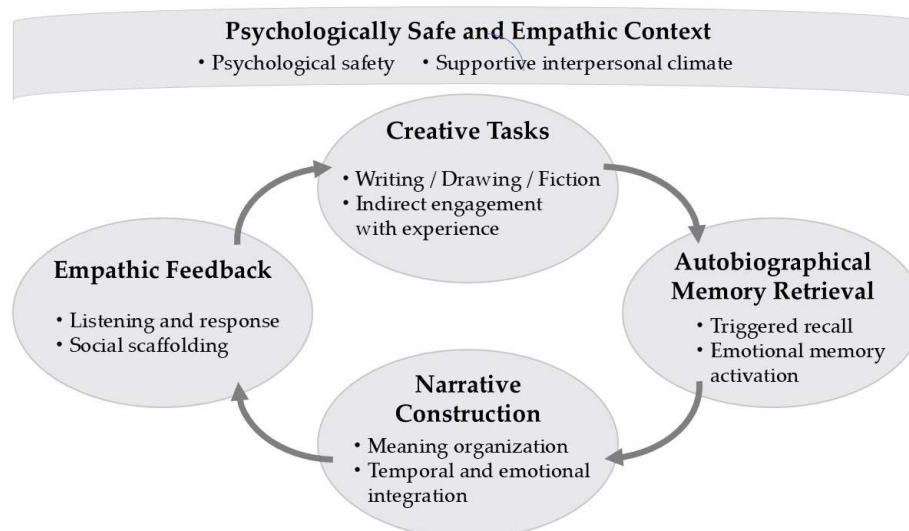 Psychologically Safe and Empathic Context
• Psychological safety • Supportive interpersonal climate
Creative Tasks
• Writing / Drawing / Fiction
• Indirect engagement
with experience
Autobiographical
Memory Retrieval
• Triggered recall
• Emotional memory
activation
Narrative
Construction
• Meaning organization
• Temporal and emotional
integration
Empathic Feedback
• Listening and response
• Social scaffolding